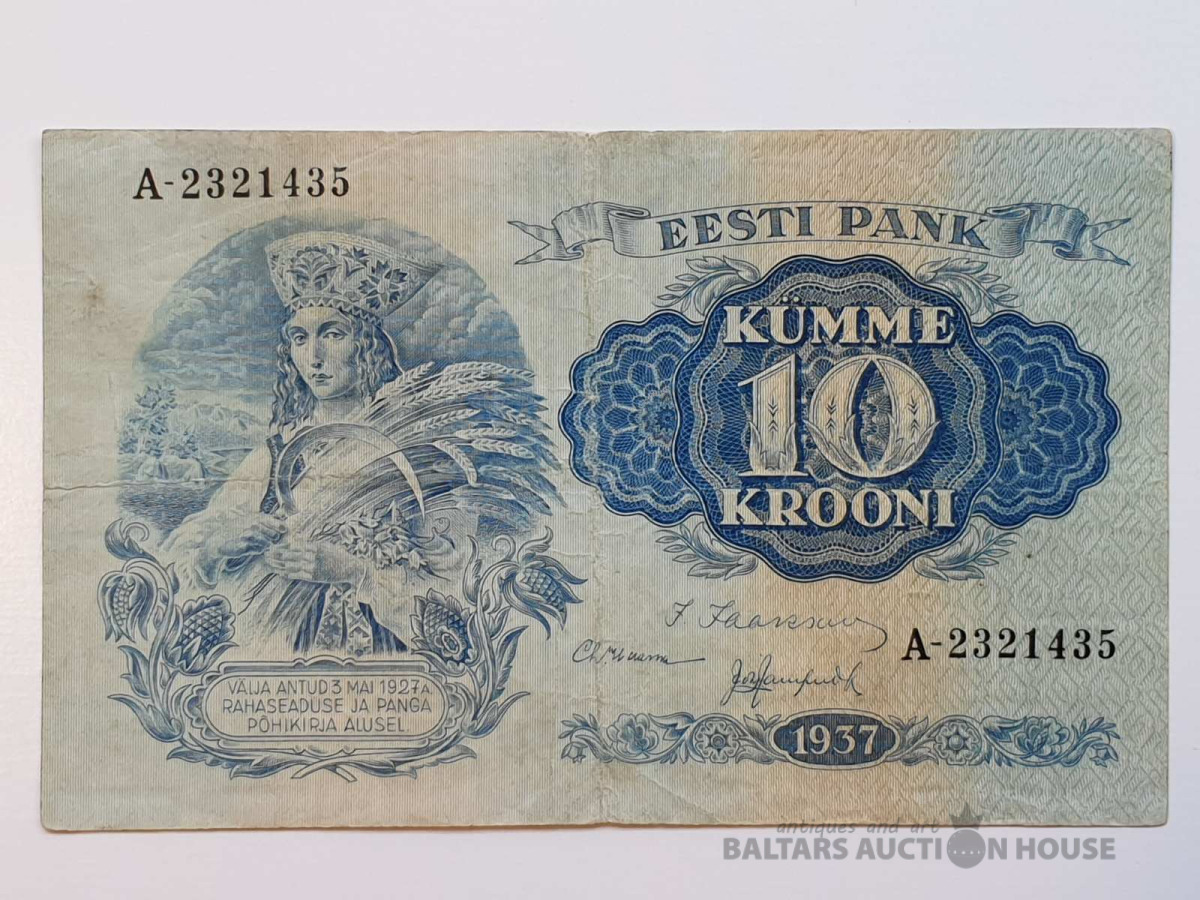 A-2321435
EESTI PANK
KÜMME
10
KROONI
A-2321435
VÄLJA ANTUD 3 MAI 1927 A.
RAHASEADUSE JA PANGA
PÕHIKIRJA ALUSEL.
1937
antiques and art
BALTARS AUCTION HOUSE